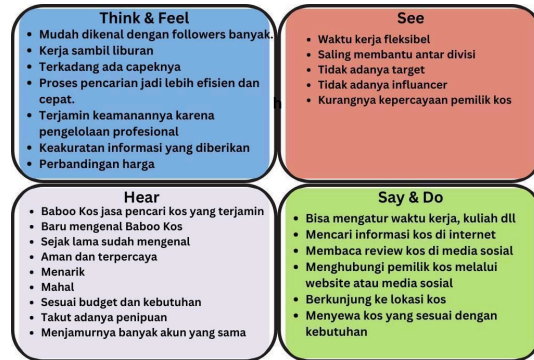 Think & Feel
Mudah dikenal dengan followers banyak.
Kerja sambil liburan
Terkadang ada capeknya
Proses pencarian jadi lebih efisien dan
cepat.
Terjamin keamanannya karena
pengelolaan profesional
Keakuratan informasi yang diberikan
Perbandingan harga
h
See
Waktu kerja fleksibel
Saling membantu antar divisi
Tidak adanya target
Tidak adanya influencer
Kurangnya kepercayaan pemilik kos
Hear
Baboo Kos jasa pencari kos yang terjamin
Baru mengenal Baboo Kos
Sejak lama sudah mengenal
Aman dan terpercaya
Menarik
Mahal
Sesuai budget dan kebutuhan
Takut adanya penipuan
Menjamurnya banyak akun yang sama
Say & Do
Bisa mengatur waktu kerja, kuliah dll
Mencari informasi kos di internet
Membaca review kos di media sosial
Menghubungi pemilik kos melalui
website atau media sosial
Berkunjung ke lokasi kos
Menyewa kos yang sesuai dengan
kebutuhan